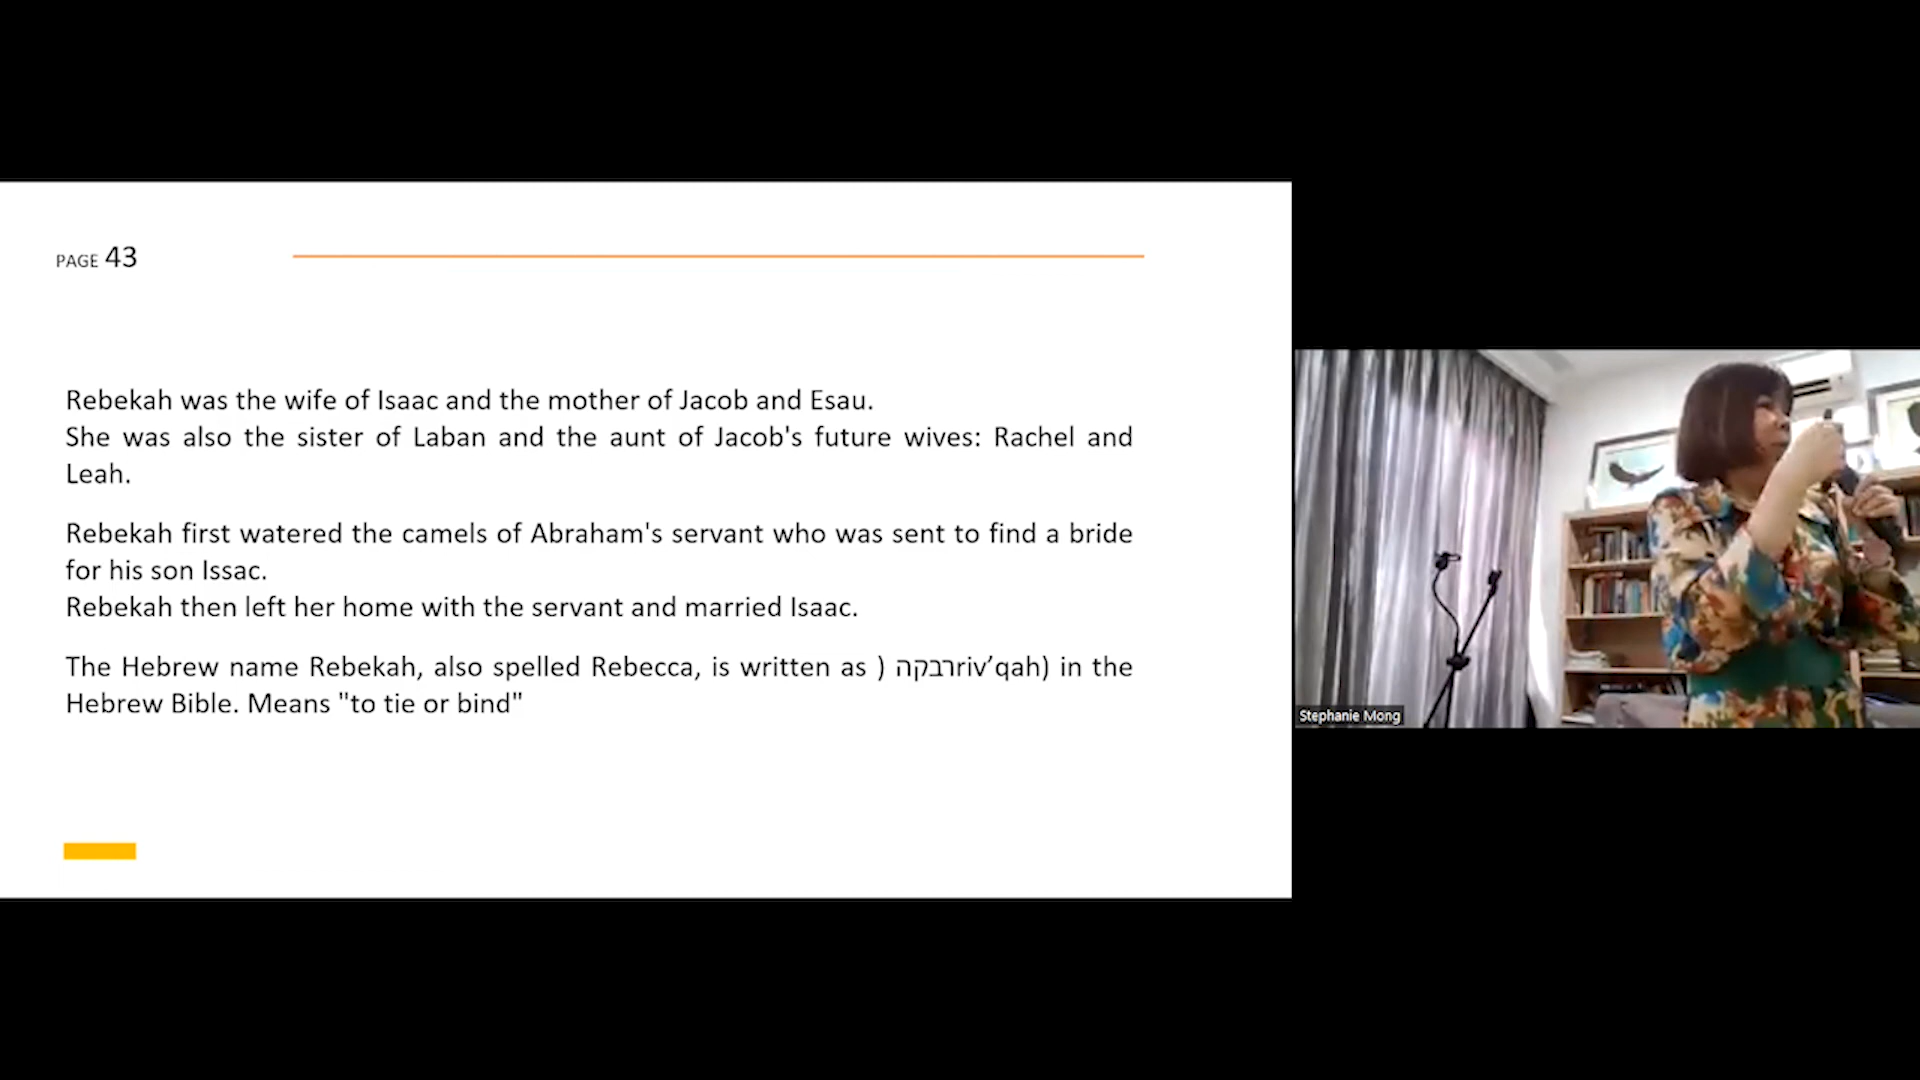 PAGE 43
Rebekah was the wife of Isaac and the mother of Jacob and Esau.
She was also the sister of Laban and the aunt of Jacob's future wives: Rachel and
Leah.
Rebekah first watered the camels of Abraham's servant who was sent to find a bride
for his son Issac.
Rebekah then left her home with the servant and married Isaac.
The Hebrew name Rebekah, also spelled Rebecca, is written as ) רבקהriv’qah) in the
Hebrew Bible. Means "to tie or bind"
Stephanie Mong